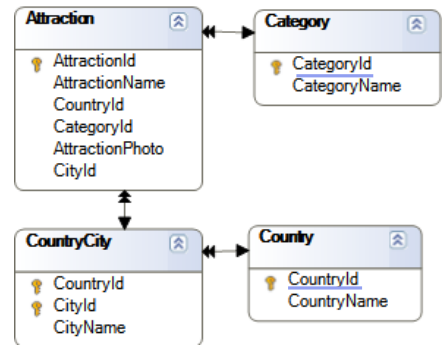 Attraction
AttractionId
AttractionName
CountryId
CategoryId
AttractionPhoto
CityId
Category
CategoryId
CategoryName
CountryCity
CountryId
CityId
CityName
Country
CountryId
CountryName